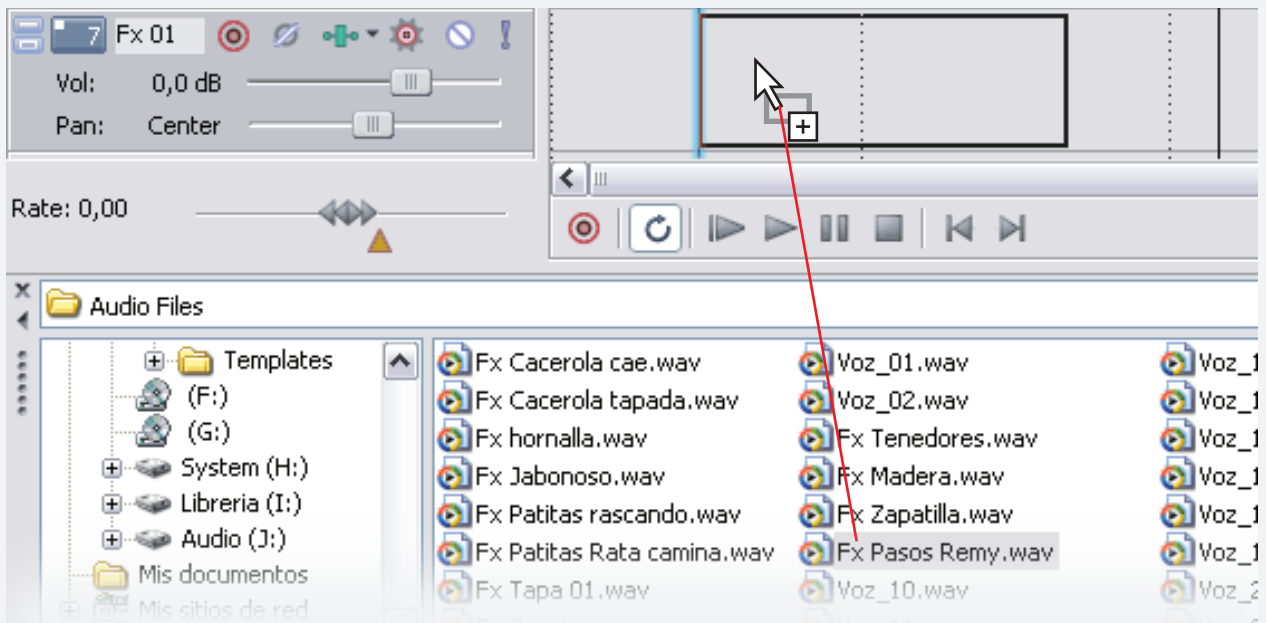 7 Fx 01
Vol: 0,0 dB
Pan: Center
Rate: 0,00
Audio Files
Templates
(F:)
(G:)
System (H:)
Libreria (I:)
Audio (J:)
Mis documentos
Mis sitios de red
Fx Cacerola cae.wav
Fx Cacerola tapada.wav
Fx hornalla.wav
Fx Jabonoso.wav
Fx Patitas rascando.wav
Fx Patitas Rata camina.wav
Fx Tapa 01.wav
Voz_01.wav
Voz_02.wav
Fx Tenedores.wav
Fx Madera.wav
Fx Zapatilla.wav
Fx Pasos Remy.wav
Voz_10.wav